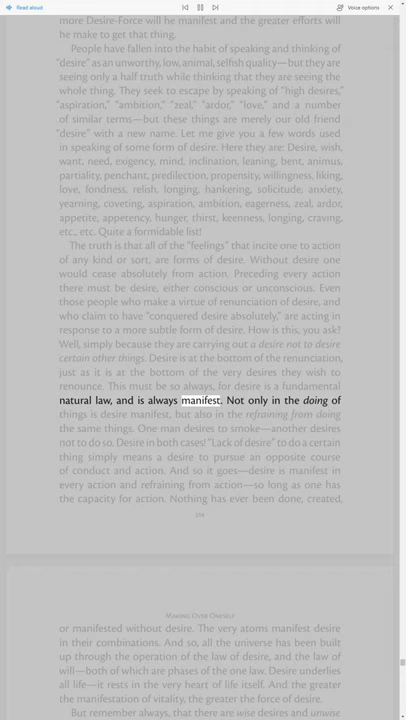 Read aloud
Voice options
more Desire-Force will he manifest and the greater efforts will
he make to get that thing.
People have fallen into the habit of speaking and thinking of
"desire" as an unworthy, low, animal, selfish quality—but they are
seeing only a half truth while thinking that they are seeing the
whole thing. They seek to escape by speaking of "high desires,"
"aspiration," "ambition," "zeal," "ardor," "love," and a number
of similar terms—but these things are merely our old friend
"desire" with a new name. Let me give you a few words used
in speaking of some form of desire. Here they are: Desire, wish,
want, need, exigency, mind, inclination, leaning, bent, animus,
partiality, penchant, predilection, propensity, willingness, liking,
love, fondness, relish, longing, hankering, solicitude, anxiety,
yearning, coveting, aspiration, ambition, eagerness, zeal, ardor,
appetite, appetency, hunger, thirst, keenness, longing, craving,
etc., etc. Quite a formidable list!
The truth is that all of the "feelings" that incite one to action
of any kind or sort, are forms of desire. Without desire one
would cease absolutely from action. Preceding every action
there must be desire, either conscious or unconscious. Even
those people who make a virtue of renunciation of desire, and
who claim to have "conquered desire absolutely," are acting in
response to a more subtle form of desire. How is this, you ask?
Well, simply because they are carrying out a desire not to desire
certain other things. Desire is at the bottom of the renunciation,
just as it is at the bottom of the very desires they wish to
renounce. This must be so always, for desire is a fundamental
natural law, and is always manifest. Not only in the doing of
things is desire manifest, but also in the refraining from doing
the same things. One man desires to smoke—another desires
not to do so. Desire in both cases! "Lack of desire" to do a certain
thing simply means a desire to pursue an opposite course
of conduct and action. And so it goes—desire is manifest in
every action and refraining from action—so long as one has
the capacity for action. Nothing has ever been done, created,
314
Making Over Oneself
or manifested without desire. The very atoms manifest desire
in their combinations. And so, all the universe has been built
up through the operation of the law of desire, and the law of
will—both of which are phases of the one law. Desire underlies
all life—it rests in the very heart of life itself. And the greater
the manifestation of vitality, the greater the force of desire.
But remember always, that there are wise desires and unwise